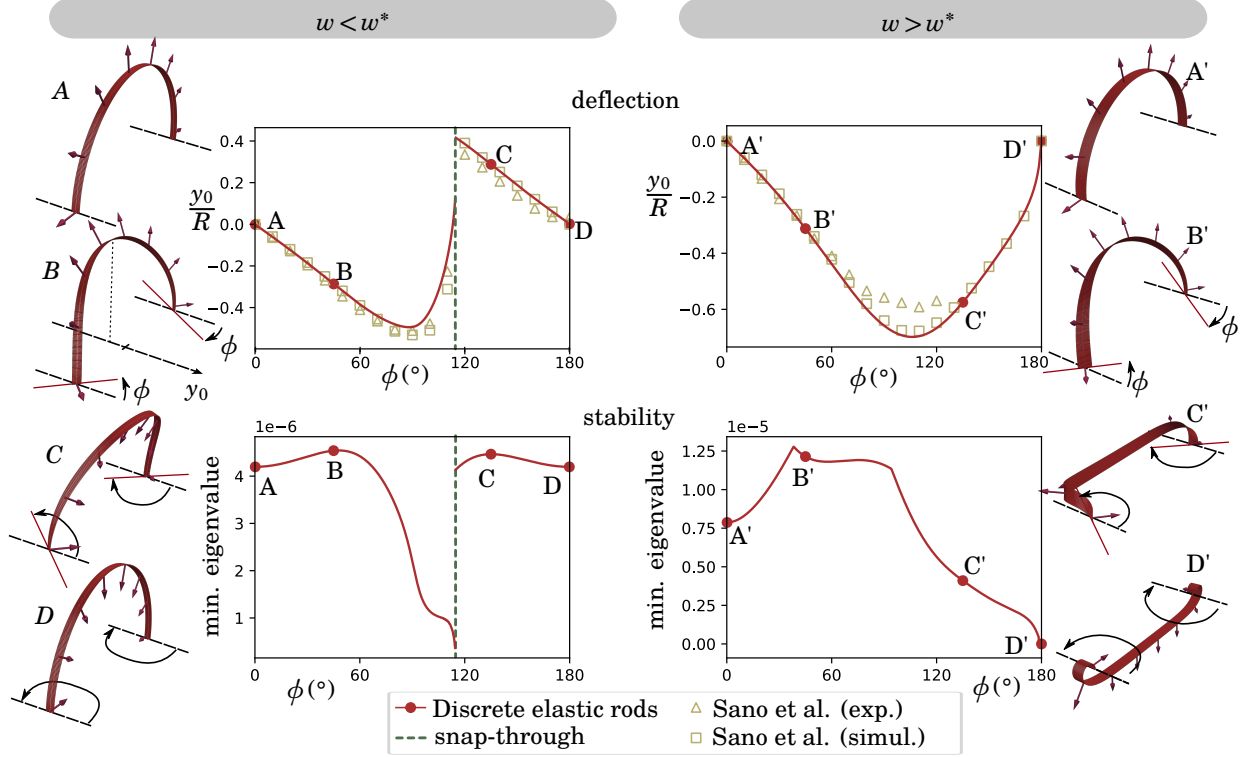 w < w*
w > w*
A
deflection
A'
0.4
0.2
0.0
−0.2
−0.4
y₀
R
A
B
C
D
0
60
120
180
ϕ(°)
0.0
−0.2
−0.4
−0.6
y₀
R
A'
B'
C'
D'
0
60
120
180
ϕ(°)
B
ϕ
y₀
ϕ
B'
ϕ
ϕ
stability
C
1e−6
4
3
2
1
min. eigenvalue
A
B
C
D
0
60
120
180
ϕ(°)
1e−5
1.25
1.00
0.75
0.50
0.25
0.00
min. eigenvalue
A'
B'
C'
D'
0
60
120
180
ϕ(°)
C'
D
D'
Discrete elastic rods
snap-through
Sano et al. (exp.)
Sano et al. (simul.)